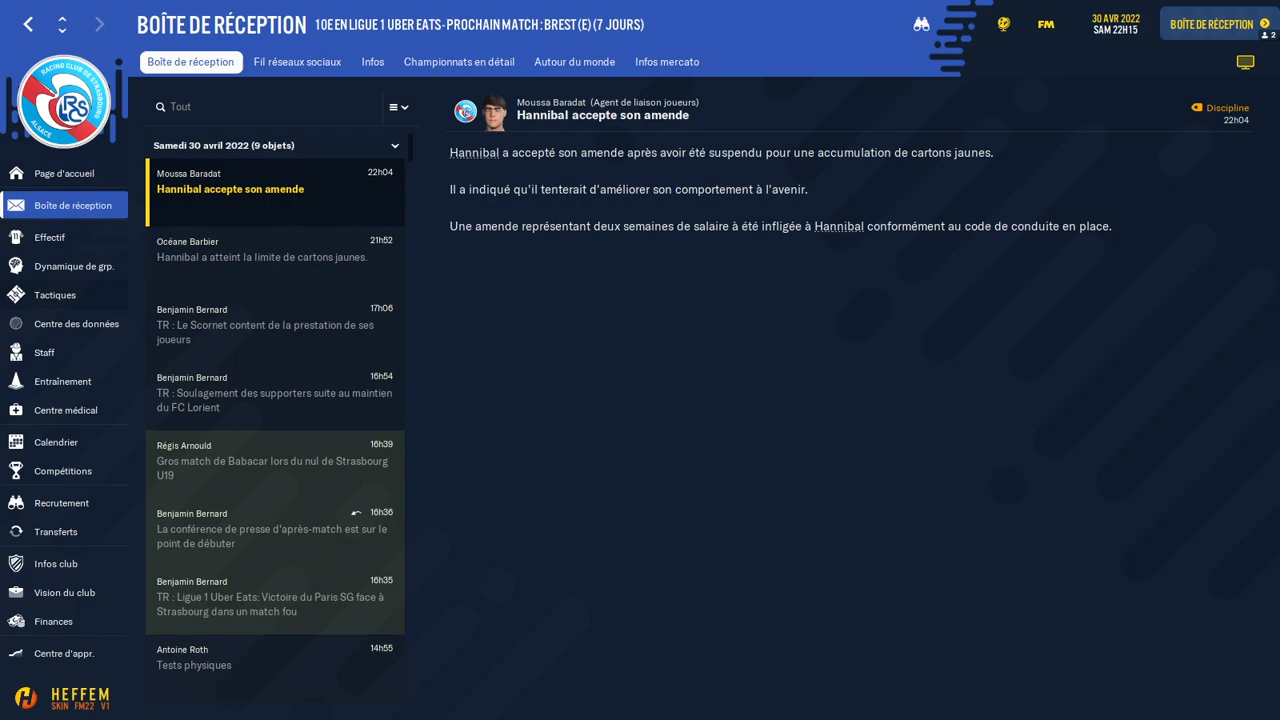 BOÎTE DE RÉCEPTION
10E EN LIGUE 1 UBER EATS - PROCHAIN MATCH : BREST (E) (7 JOURS)
FM
30 AVR 2022
SAM 22H15
BOÎTE DE RÉCEPTION
2
Boîte de réception
Fil réseaux sociaux
Infos
Championnats en détail
Autour du monde
Infos mercato
RACING CLUB DE STRASBOURG
ALSACE
Page d'accueil
Boîte de réception
Effectif
Dynamique de grp.
Tactiques
Centre des données
Staff
Entraînement
Centre médical
Calendrier
Compétitions
Recrutement
Transferts
Infos club
Vision du club
Finances
Centre d'appr.
HEFFEM
SKIN FM22 V1
Tout
Samedi 30 avril 2022 (9 objets)
Moussa Baradat 22h04
Hannibal accepte son amende
Océane Barbier 21h52
Hannibal a atteint la limite de cartons jaunes.
Benjamin Bernard 17h06
TR : Le Scornet content de la prestation de ses
joueurs
Benjamin Bernard 16h54
TR : Soulagement des supporters suite au maintien
du FC Lorient
Régis Arnould 16h39
Gros match de Babacar lors du nul de Strasbourg
U19
Benjamin Bernard 16h36
La conférence de presse d'après-match est sur le
point de débuter
Benjamin Bernard 16h35
TR : Ligue 1 Uber Eats: Victoire du Paris SG face à
Strasbourg dans un match fou
Antoine Roth 14h55
Tests physiques
Moussa Baradat (Agent de liaison joueurs)
Hannibal accepte son amende
Discipline
22h04
Hannibal a accepté son amende après avoir été suspendu pour une accumulation de cartons jaunes.
Il a indiqué qu'il tenterait d'améliorer son comportement à l'avenir.
Une amende représentant deux semaines de salaire à été infligée à Hannibal conformément au code de conduite en place.